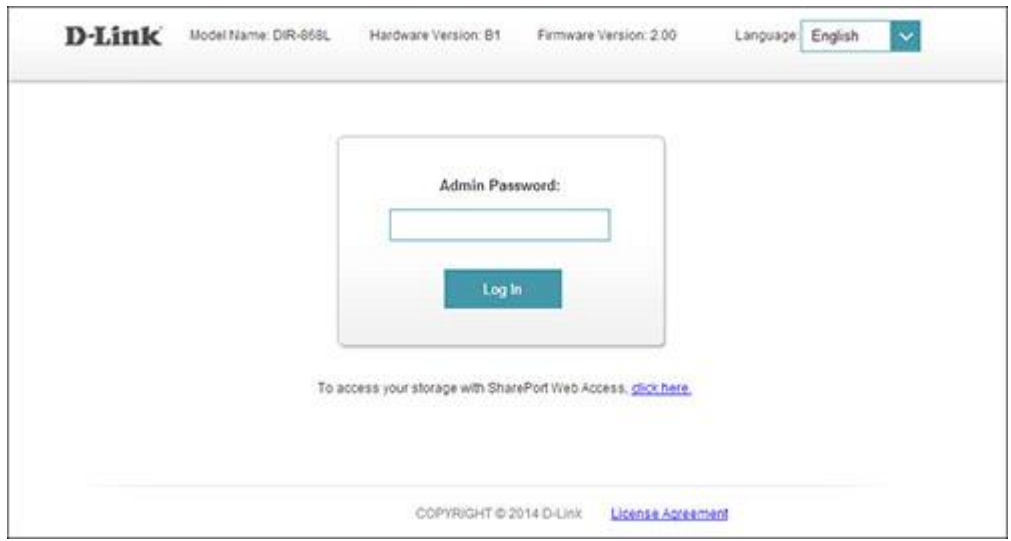 D-Link Model Name: DIR-868L Hardware Version: B1 Firmware Version: 2.00 Language: English
Admin Password:
Log In
To access your storage with SharePort Web Access, click here.
COPYRIGHT © 2014 D-Link License Agreement